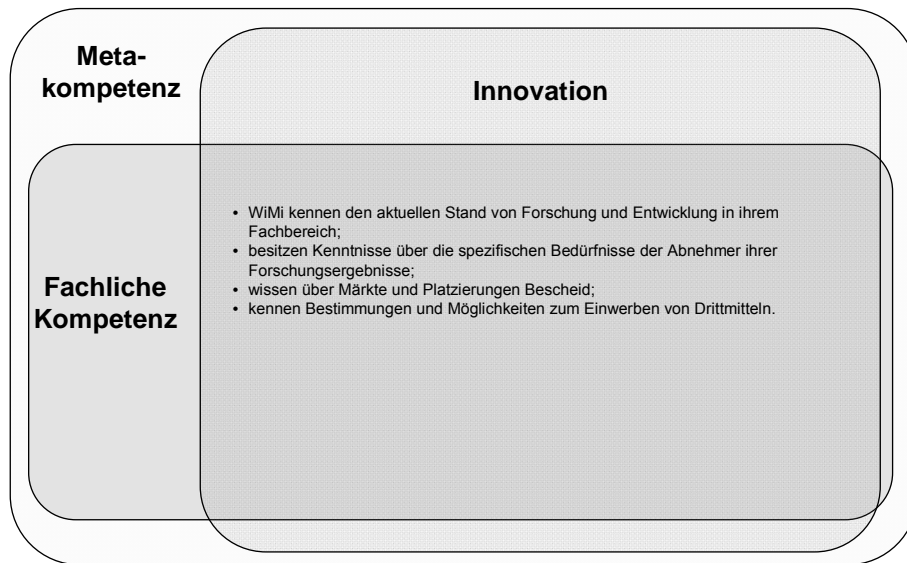 Meta-
kompetenz
Innovation
• WiMi kennen den aktuellen Stand von Forschung und Entwicklung in ihrem
Fachbereich;
• besitzen Kenntnisse über die spezifischen Bedürfnisse der Abnehmer ihrer
Forschungsergebnisse;
• wissen über Märkte und Platzierungen Bescheid;
• kennen Bestimmungen und Möglichkeiten zum Einwerben von Drittmitteln.
Fachliche
Kompetenz